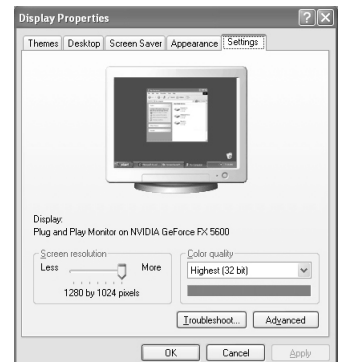 Display Properties
Themes Desktop Screen Saver Appearance Settings
Display:
Plug and Play Monitor on NVIDIA GeForce FX 5600
Screen resolution
Less More
1280 by 1024 pixels
Color quality
Highest (32 bit)
Troubleshoot... Advanced
OK Cancel Apply